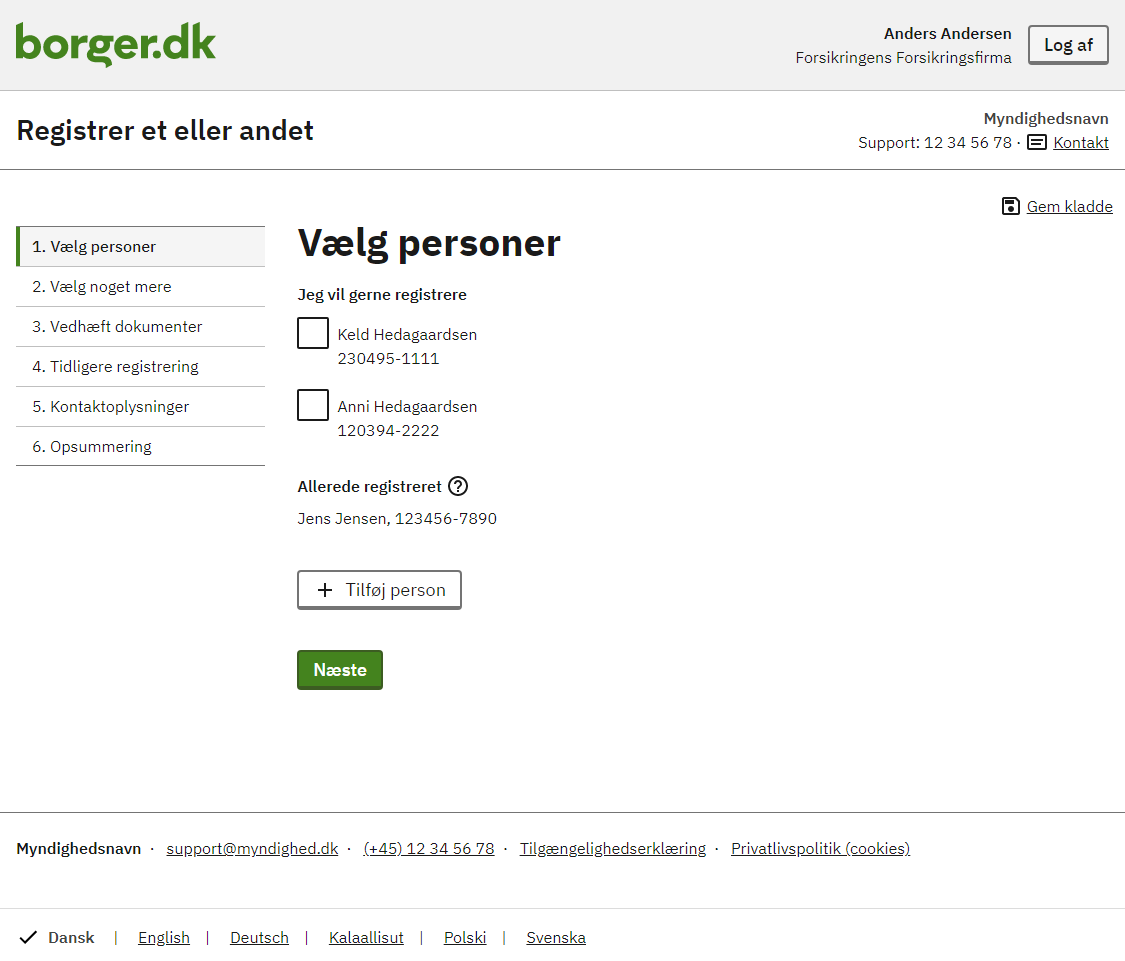 borger.dk
Anders Andersen
Forsikringens Forsikringsfirma
Log af
Registrer et eller andet
Myndighedsnavn
Support: 12 34 56 78 · Kontakt
Gem kladde
1. Vælg personer
2. Vælg noget mere
3. Vedhæft dokumenter
4. Tidligere registrering
5. Kontaktoplysninger
6. Opsummering
Vælg personer
Jeg vil gerne registrere
Keld Hedagaardsen
230495-1111
Anni Hedagaardsen
120394-2222
Allerede registreret
Jens Jensen, 123456-7890
Tilføj person
Næste
Myndighedsnavn · support@myndighed.dk · (+45) 12 34 56 78 · Tilgængelighedserklæring · Privatlivspolitik (cookies)
Dansk | English | Deutsch | Kalaallisut | Polski | Svenska